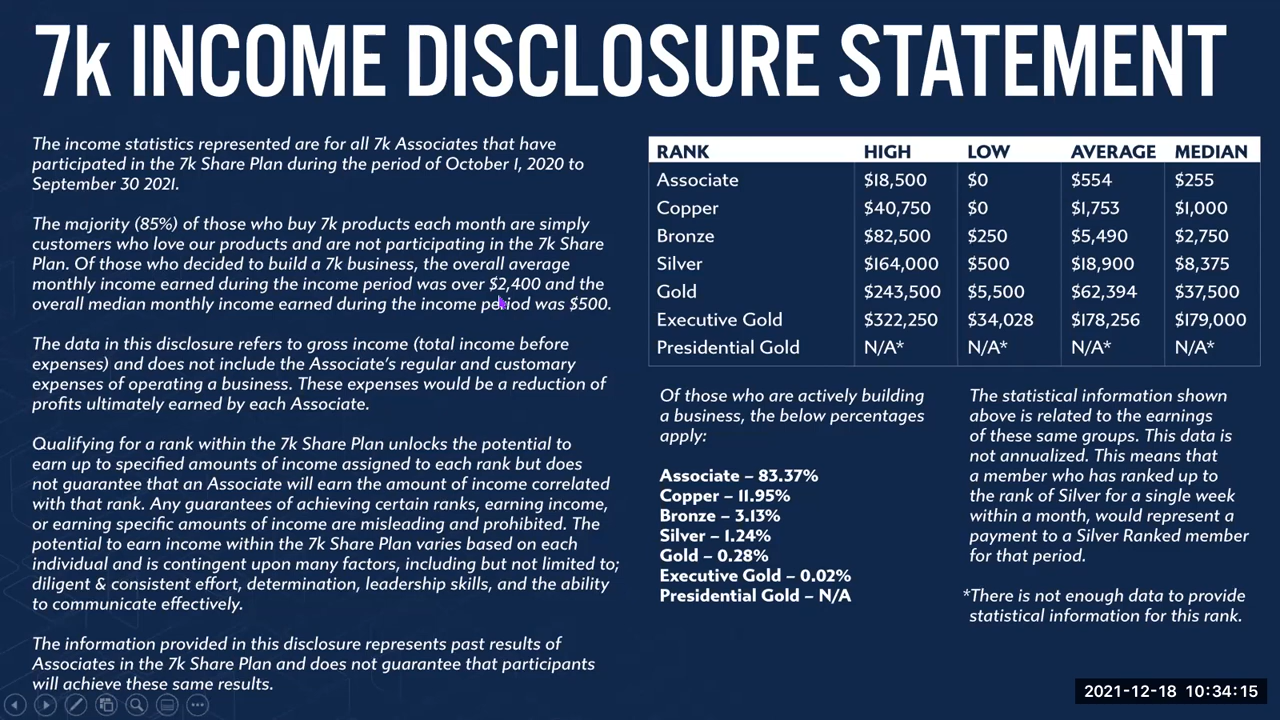 7k INCOME DISCLOSURE STATEMENT
The income statistics represented are for all 7k Associates that have
participated in the 7k Share Plan during the period of October 1, 2020 to
September 30 2021.
The majority (85%) of those who buy 7k products each month are simply
customers who love our products and are not participating in the 7k Share
Plan. Of those who decided to build a 7k business, the overall average
monthly income earned during the income period was over $2,400 and the
overall median monthly income earned during the income period was $500.
The data in this disclosure refers to gross income (total income before
expenses) and does not include the Associate's regular and customary
expenses of operating a business. These expenses would be a reduction of
profits ultimately earned by each Associate.
Qualifying for a rank within the 7k Share Plan unlocks the potential to
earn up to specified amounts of income assigned to each rank but does
not guarantee that an Associate will earn the amount of income correlated
with that rank. Any guarantees of achieving certain ranks, earning income,
or earning specific amounts of income are misleading and prohibited. The
potential to earn income within the 7k Share Plan varies based on each
individual and is contingent upon many factors, including but not limited to;
diligent & consistent effort, determination, leadership skills, and the ability
to communicate effectively.
The information provided in this disclosure represents past results of
Associates in the 7k Share Plan and does not guarantee that participants
will achieve these same results.
RANK HIGH LOW AVERAGE MEDIAN
Associate $18,500 $0 $554 $255
Copper $40,750 $0 $1,753 $1,000
Bronze $82,500 $250 $5,490 $2,750
Silver $164,000 $500 $18,900 $8,375
Gold $243,500 $5,500 $62,394 $37,500
Executive Gold $322,250 $34,028 $178,256 $179,000
Presidential Gold N/A* N/A* N/A* N/A*
Of those who are actively building
a business, the below percentages
apply:
Associate – 83.37%
Copper – 11.95%
Bronze – 3.13%
Silver – 1.24%
Gold – 0.28%
Executive Gold – 0.02%
Presidential Gold – N/A
The statistical information shown
above is related to the earnings
of these same groups. This data is
not annualized. This means that
a member who has ranked up to
the rank of Silver for a single week
within a month, would represent a
payment to a Silver Ranked member
for that period.
*There is not enough data to provide
statistical information for this rank.
2021-12-18 10:34:15